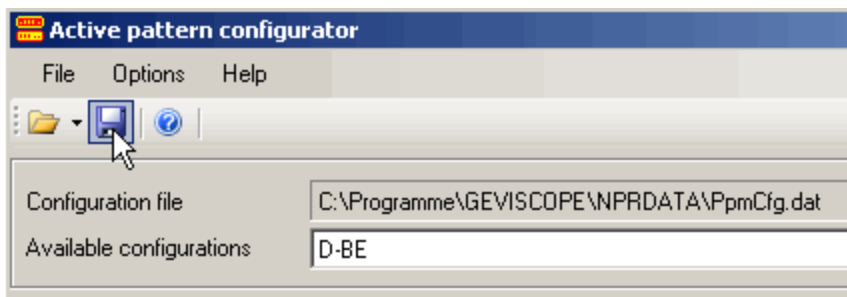 Active pattern configurator
File Options Help
Configuration file C:\Programme\GEVISCOPE\NPRDATA\PpmCfg.dat
Available configurations D-BE